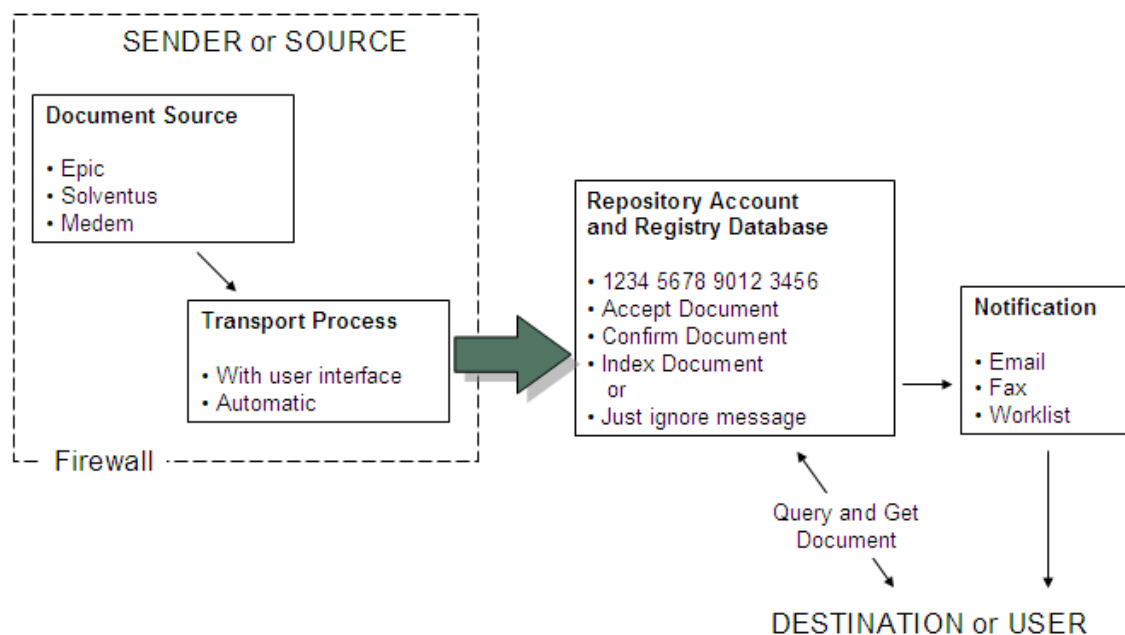 SENDER or SOURCE
Document Source
• Epic
• Solventus
• Medem
Transport Process
• With user interface
• Automatic
Firewall
Repository Account
and Registry Database
• 1234 5678 9012 3456
• Accept Document
• Confirm Document
• Index Document
or
• Just ignore message
Notification
• Email
• Fax
• Worklist
Query and Get
Document
DESTINATION or USER